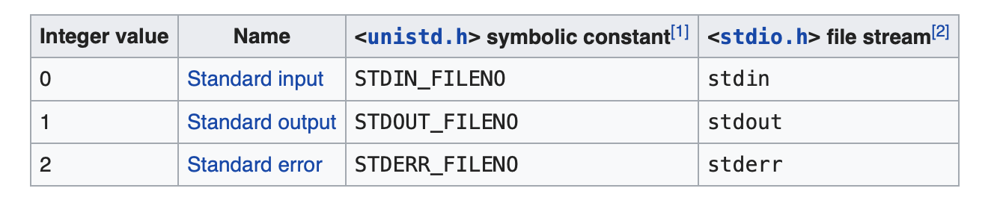 Integer value Name <unistd.h> symbolic constant[1] <stdio.h> file stream[2]
0 Standard input STDIN_FILENO stdin
1 Standard output STDOUT_FILENO stdout
2 Standard error STDERR_FILENO stderr